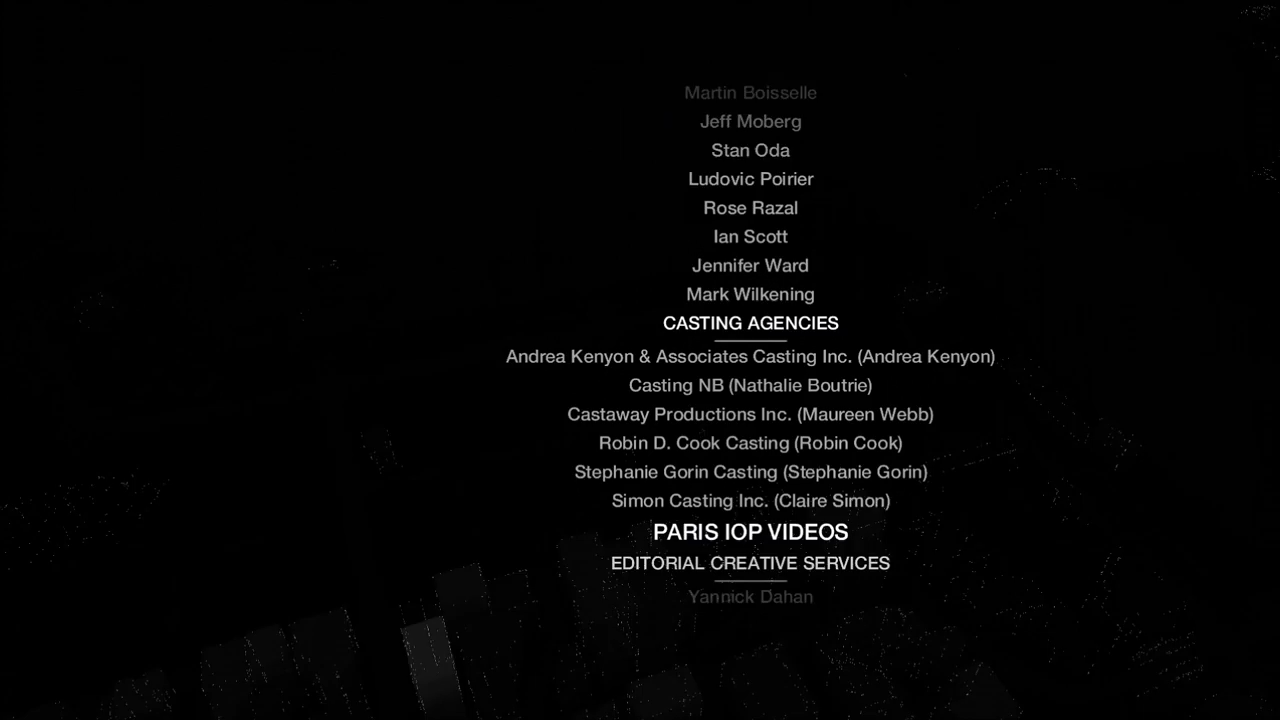 Martin Boisselle
Jeff Moberg
Stan Oda
Ludovic Poirier
Rose Razal
Ian Scott
Jennifer Ward
Mark Wilkening
CASTING AGENCIES
Andrea Kenyon & Associates Casting Inc. (Andrea Kenyon)
Casting NB (Nathalie Boutrie)
Castaway Productions Inc. (Maureen Webb)
Robin D. Cook Casting (Robin Cook)
Stephanie Gorin Casting (Stephanie Gorin)
Simon Casting Inc. (Claire Simon)
PARIS IOP VIDEOS
EDITORIAL CREATIVE SERVICES
Yannick Dahan